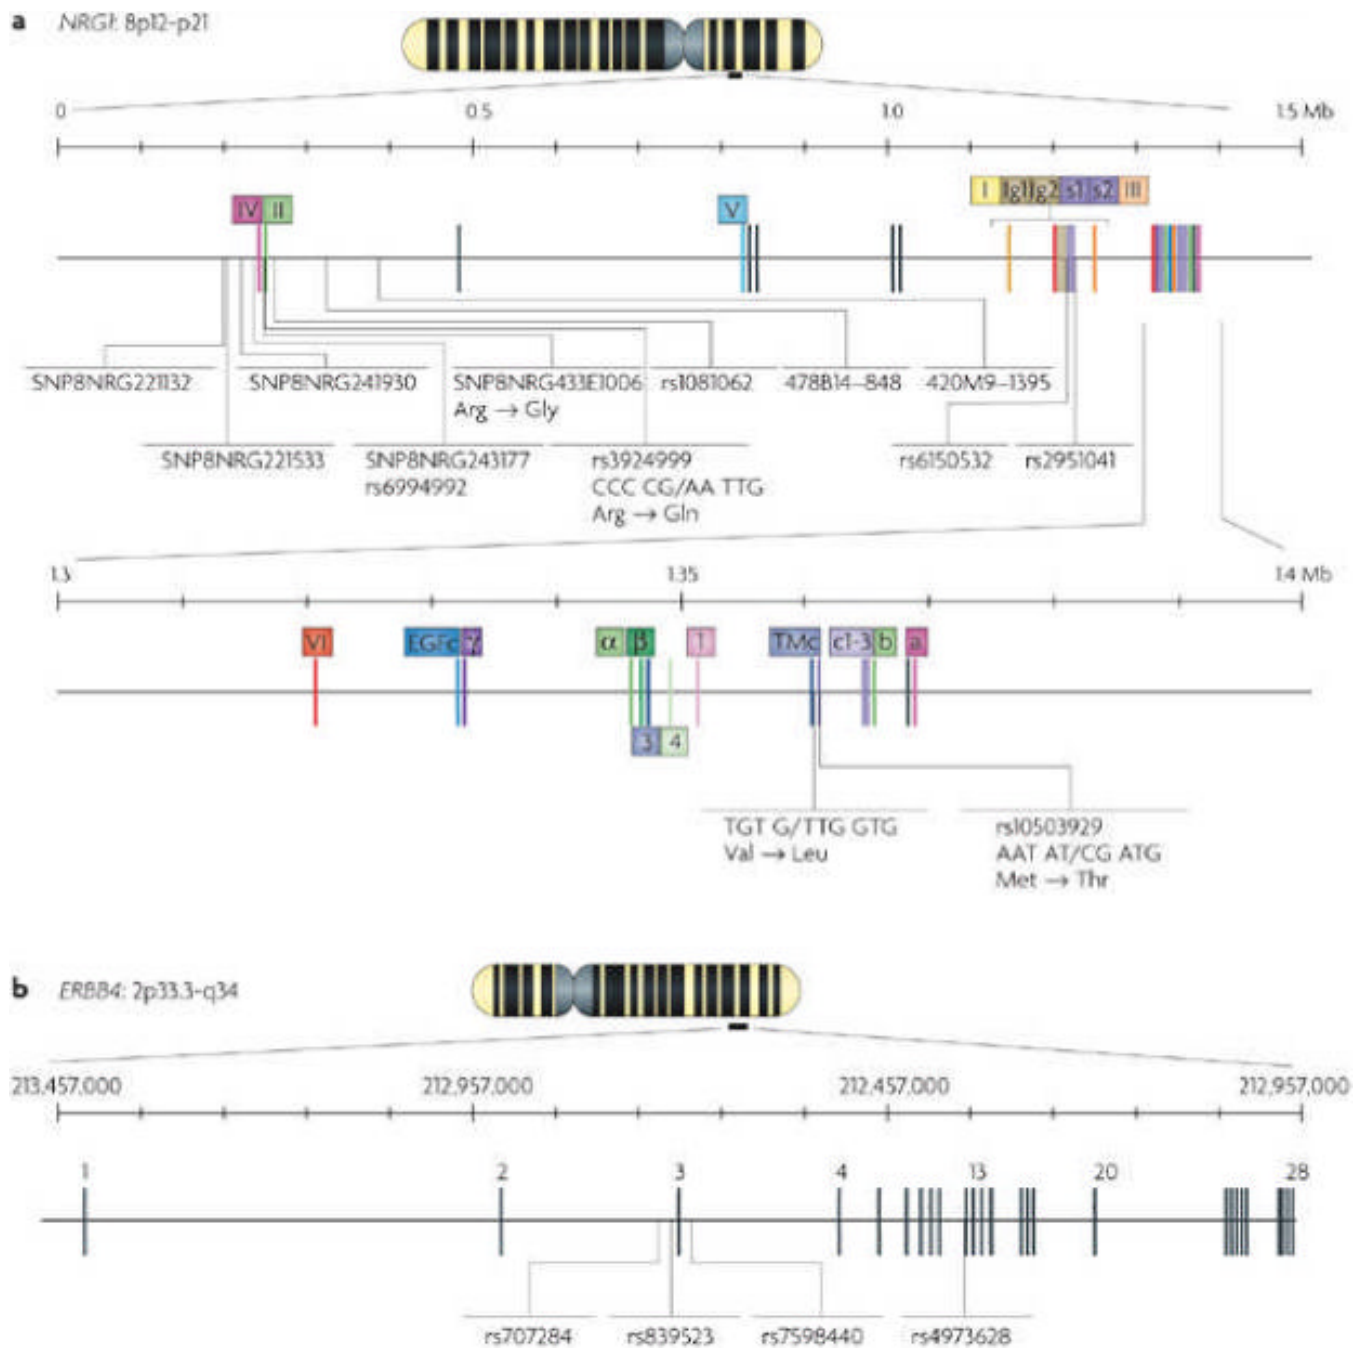 a NRG1: 8p12-p21
0 0.5 1.0 1.5 Mb
I Ig1 Ig2 s1 s2 III
IV II V
SNP8NRG221132 SNP8NRG241930 SNP8NRG433E1006 rs1081062 478B14-848 420M9-1395
Arg → Gly
SNP8NRG221533 SNP8NRG243177 rs3924999 rs6150532 rs2951041
rs6994992 CCC CG/AA TTG
Arg → Gln
1.3 1.35 1.4 Mb
VI EGFc γ α β 1 TMc c1-3 b a
3 4
TGT G/TTG GTG rs10503929
Val → Leu AAT AT/CG ATG
Met → Thr
b ERBB4: 2p33.3-q34
213,457,000 212,957,000 212,457,000 212,957,000
1 2 3 4 13 20 28
rs707284 rs839523 rs7598440 rs4973628